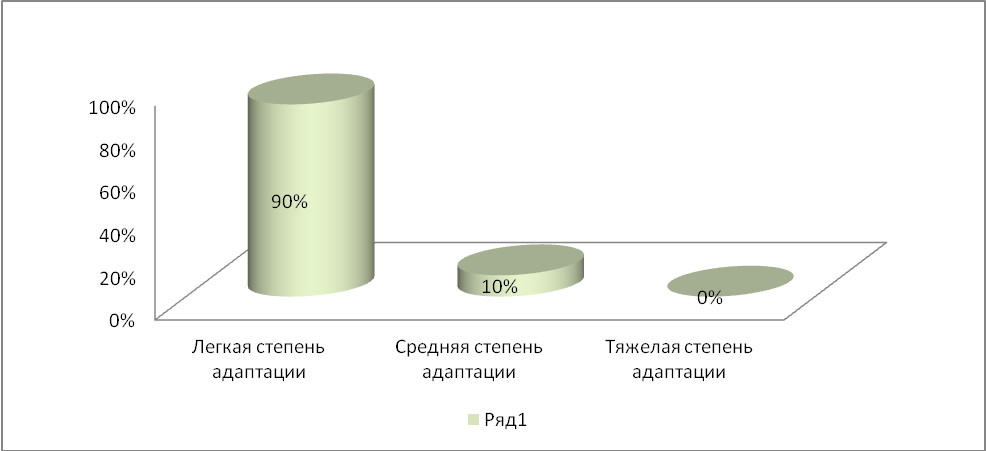 100%
80%
60%
40%
20%
0%
90%
10%
0%
Легкая степень
адаптации
Средняя степень
адаптации
Тяжелая степень
адаптации
Ряд1